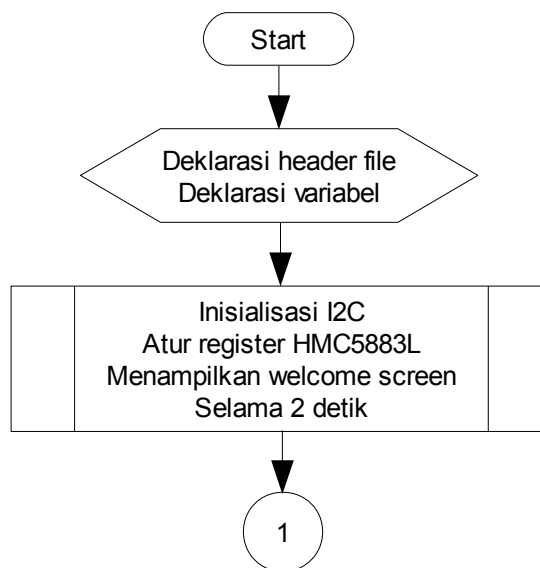 Start
Deklarasi header file
Deklarasi variabel
Inisialisasi I2C
Atur register HMC5883L
Menampilkan welcome screen
Selama 2 detik
1